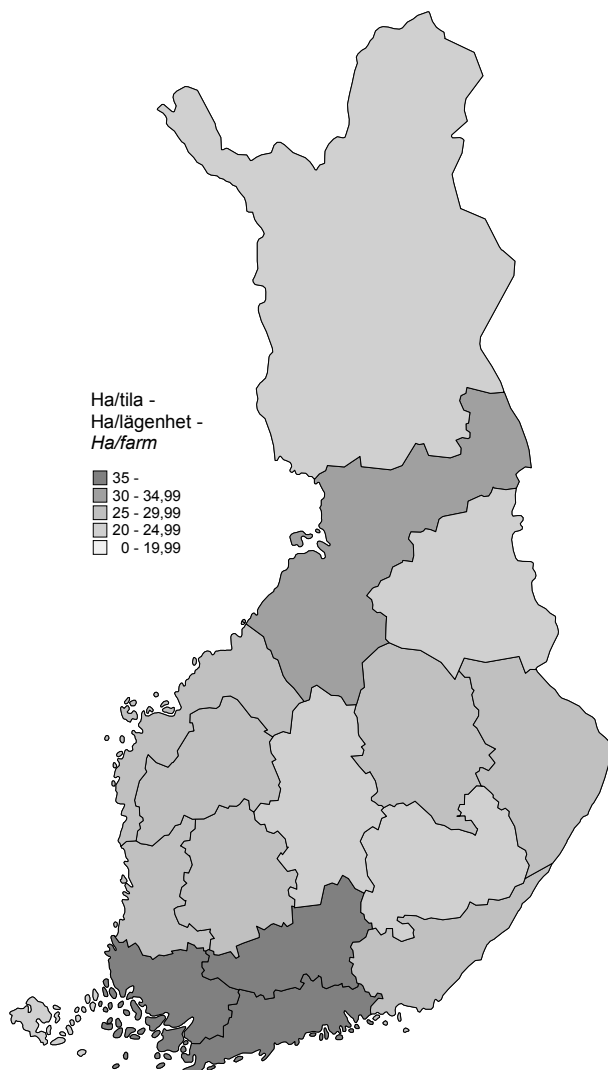 Ha/tila -
Ha/lägenhet -
Ha/farm
35 -
30 - 34,99
25 - 29,99
20 - 24,99
0 - 19,99